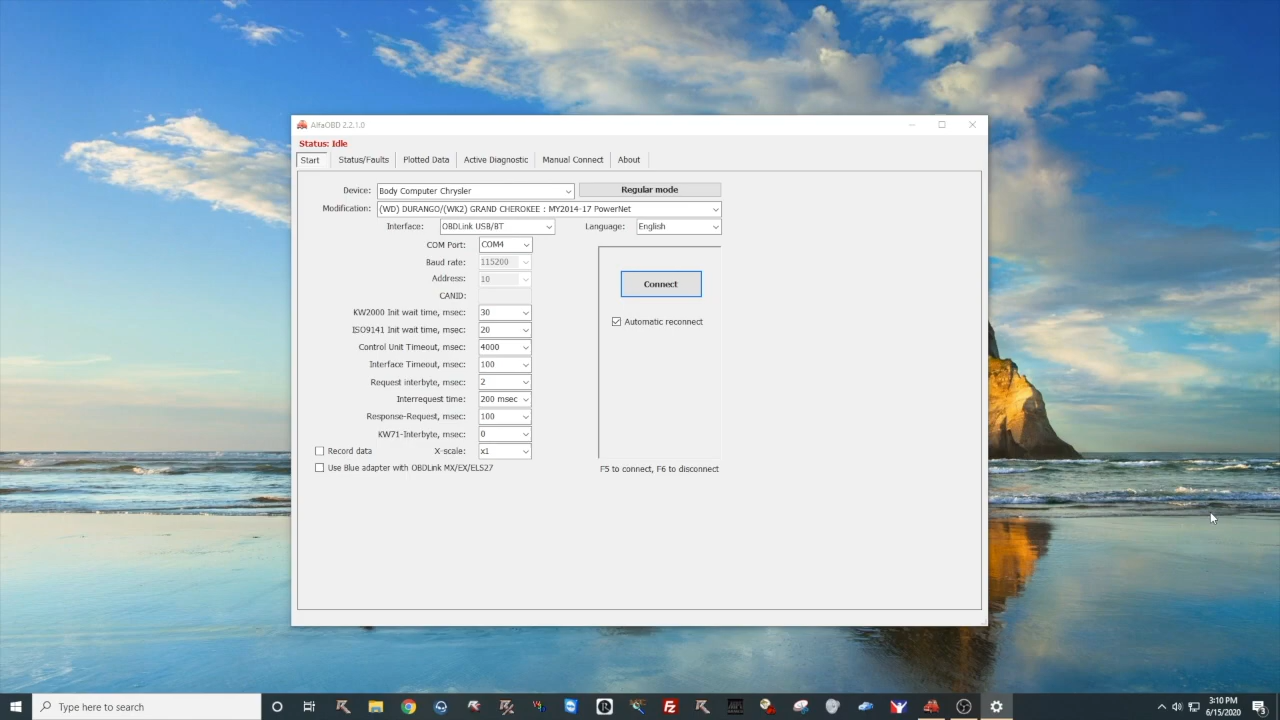 AlfaOBD 2.2.1.0
Status: Idle
Start Status/Faults Plotted Data Active Diagnostic Manual Connect About
Device: Body Computer Chrysler Regular mode
Modification: (WD) DURANGO/(WK2) GRAND CHEROKEE : MY2014-17 PowerNet
Interface: OBDLink USB/BT Language: English
COM Port: COM4
Baud rate: 115200
Address: 10
Connect
CANID:
KW2000 Init wait time, msec: 30
Automatic reconnect
ISO9141 Init wait time, msec: 20
Control Unit Timeout, msec: 4000
Interface Timeout, msec: 100
Request interbyte, msec: 2
Interrequest time: 200 msec
Response-Request, msec: 100
KW71-Interbyte, msec: 0
Record data X-scale: x1
Use Blue adapter with OBDLink MX/EX/ELS27
F5 to connect, F6 to disconnect
Type here to search
3:10 PM
6/15/2020